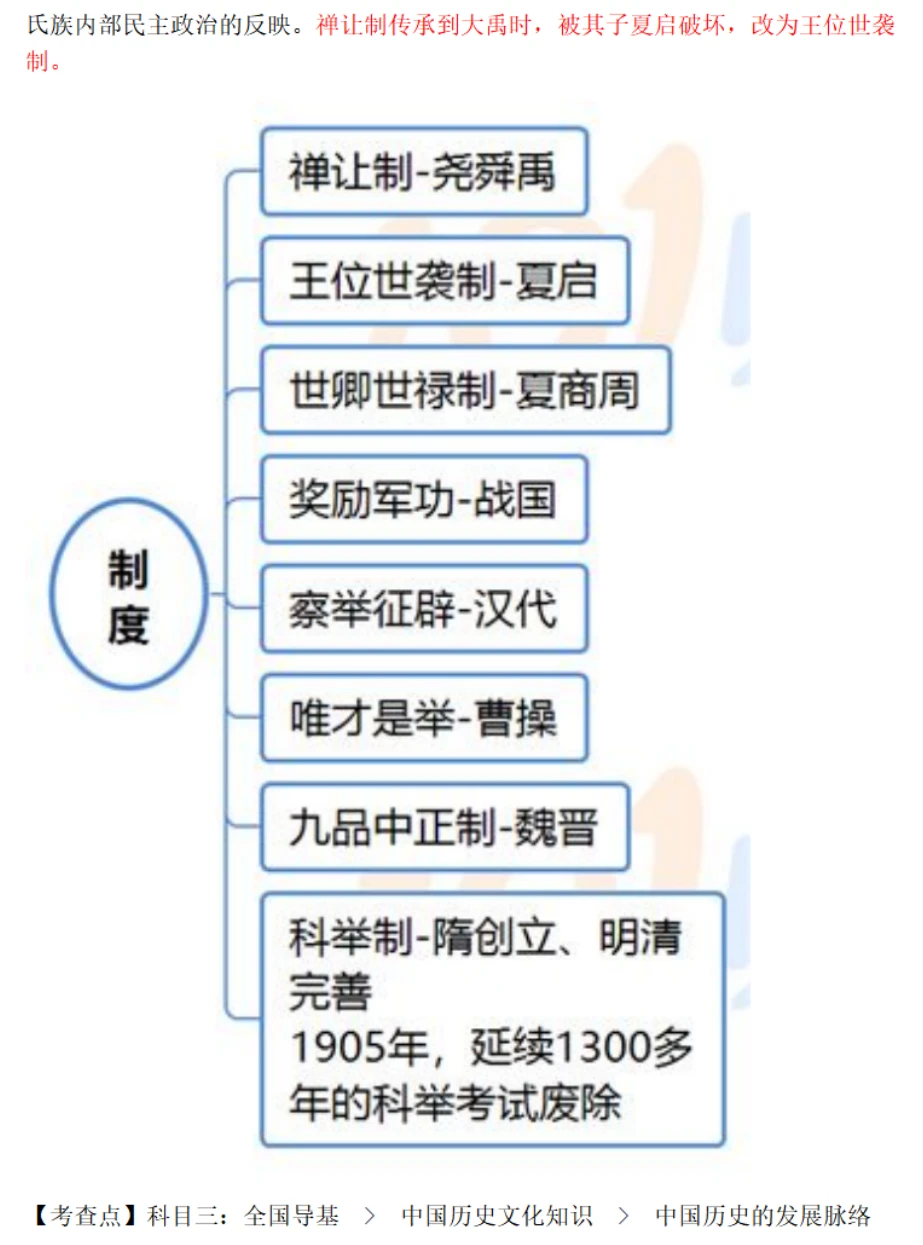 氏族内部民主政治的反映。禅让制传承到大禹时，被其子夏启破坏，改为王位世袭
制。
禅让制-尧舜禹
王位世袭制-夏启
世卿世禄制-夏商周
奖励军功-战国
察举征辟-汉代
唯才是举-曹操
九品中正制-魏晋
科举制-隋创立、明清
完善
1905年，延续1300多
年的科举考试废除
制
度
【考查点】科目三：全国导基 > 中国历史文化知识 > 中国历史的发展脉络